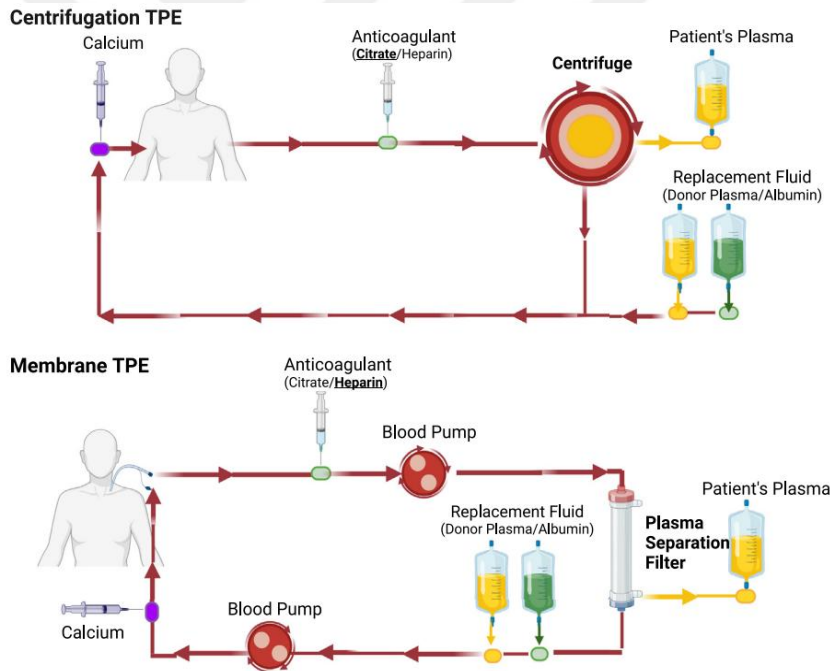 Centrifugation TPE
Calcium
Anticoagulant
(Citrate/Heparin)
Centrifuge
Patient's Plasma
Replacement Fluid
(Donor Plasma/Albumin)
Membrane TPE
Anticoagulant
(Citrate/Heparin)
Blood Pump
Replacement Fluid
(Donor Plasma/Albumin)
Plasma
Separation
Filter
Patient's Plasma
Calcium
Blood Pump